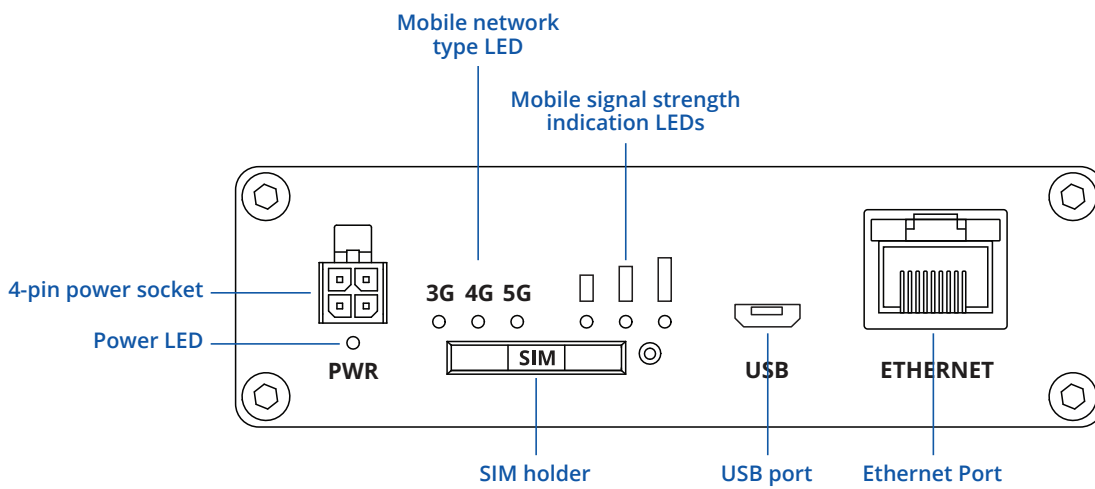 Mobile network
type LED
Mobile signal strength
indication LEDs
4-pin power socket
3G 4G 5G
Power LED
PWR
SIM
USB
ETHERNET
SIM holder
USB port
Ethernet Port